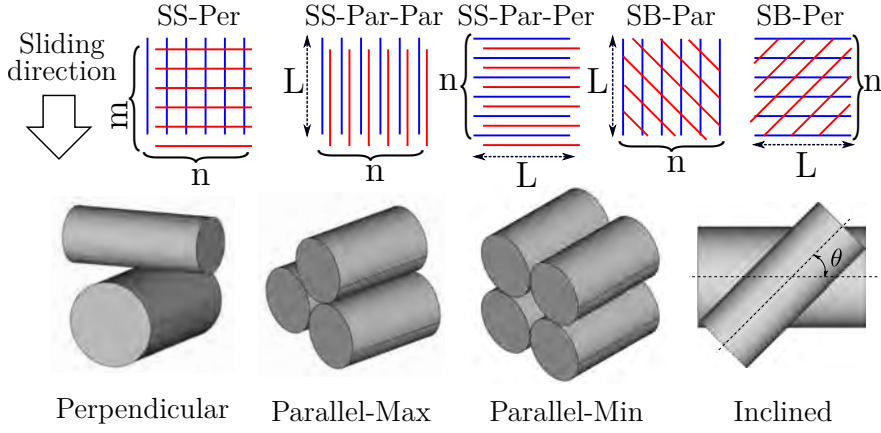 SS-Per SS-Par-Par SS-Par-Per SB-Par SB-Per
Sliding
direction
m
n
L
n
n
L
L
n
n
L
θ
Perpendicular Parallel-Max Parallel-Min Inclined